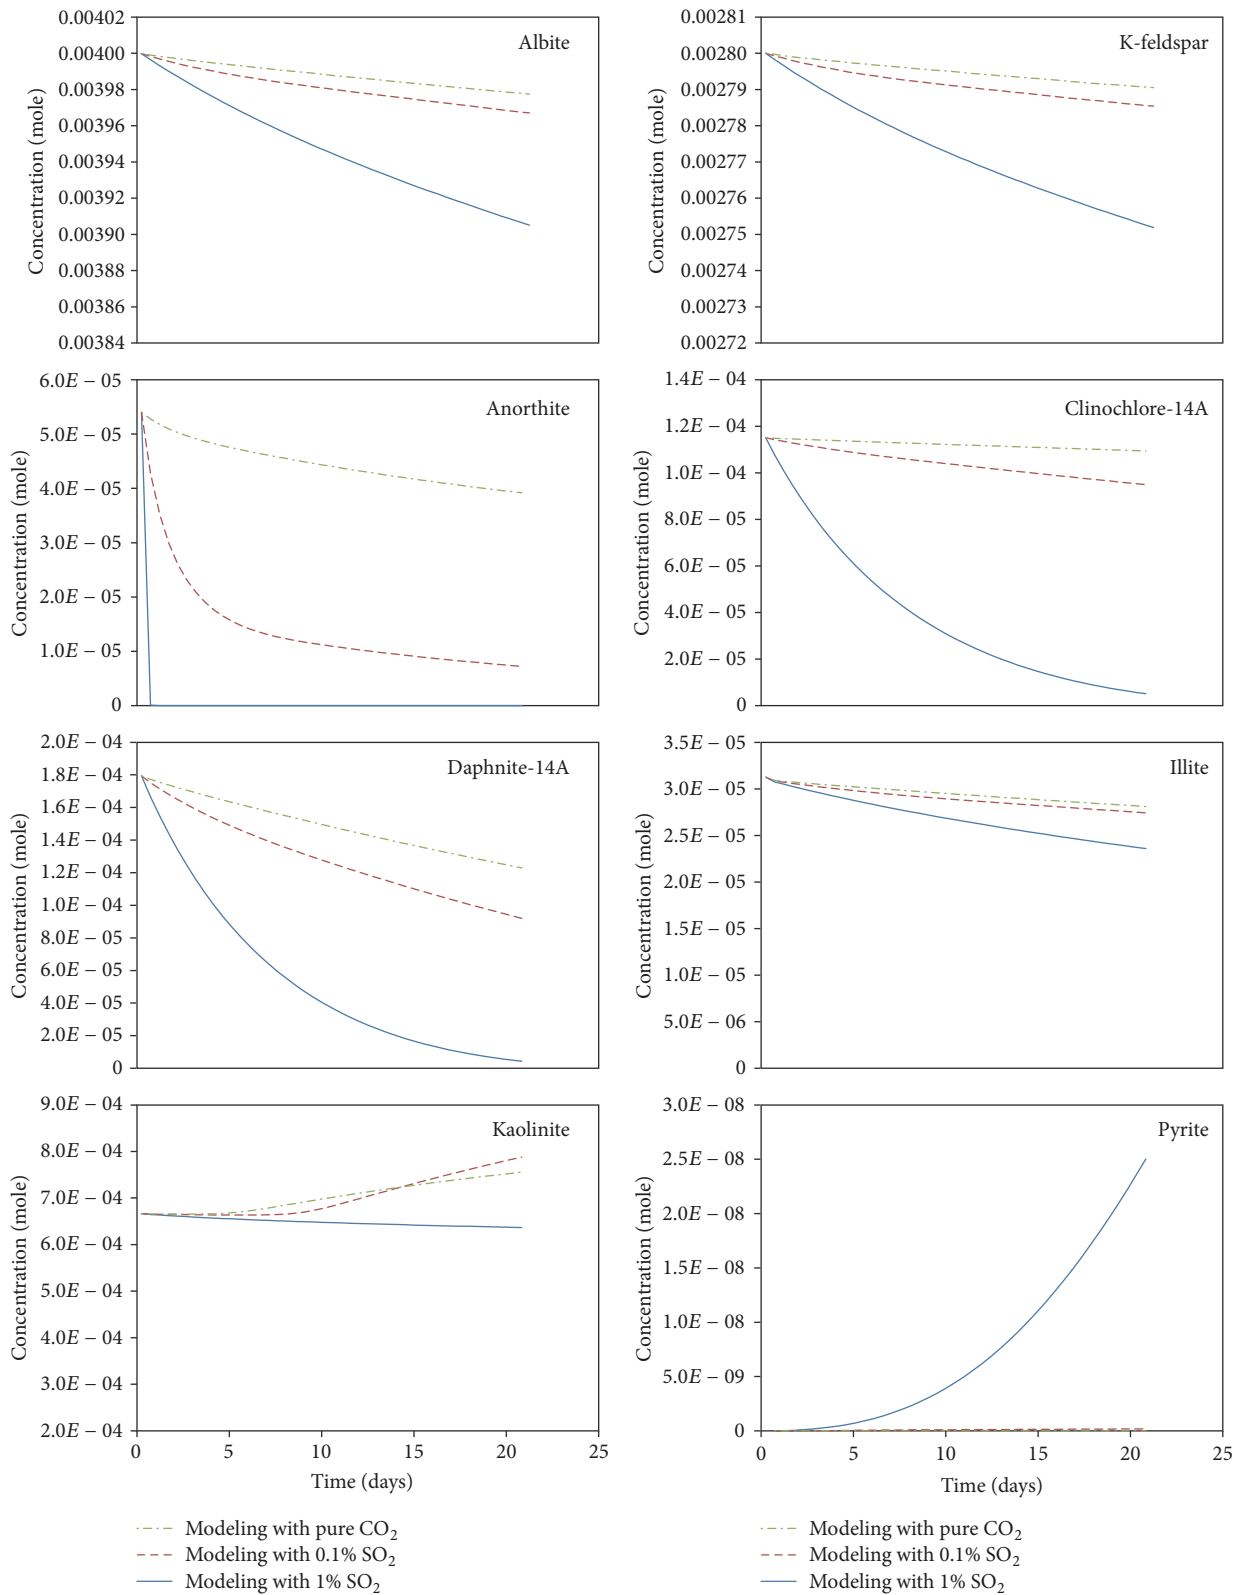 Albite
Concentration (mole)
0.00402
0.00400
0.00398
0.00396
0.00394
0.00392
0.00390
0.00388
0.00386
0.00384
K-feldspar
Concentration (mole)
0.00281
0.00280
0.00279
0.00278
0.00277
0.00276
0.00275
0.00274
0.00273
0.00272
Anorthite
Concentration (mole)
6.0E − 05
5.0E − 05
4.0E − 05
3.0E − 05
2.0E − 05
1.0E − 05
0
Clinochlore-14A
Concentration (mole)
1.4E − 04
1.2E − 04
1.0E − 04
8.0E − 05
6.0E − 05
4.0E − 05
2.0E − 05
0
Daphnite-14A
Concentration (mole)
2.0E − 04
1.8E − 04
1.6E − 04
1.4E − 04
1.2E − 04
1.0E − 04
8.0E − 05
6.0E − 05
4.0E − 05
2.0E − 05
0
Illite
Concentration (mole)
3.5E − 05
3.0E − 05
2.5E − 05
2.0E − 05
1.5E − 05
1.0E − 05
5.0E − 06
0
Kaolinite
Concentration (mole)
9.0E − 04
8.0E − 04
7.0E − 04
6.0E − 04
5.0E − 04
4.0E − 04
3.0E − 04
2.0E − 04
0 5 10 15 20 25
Time (days)
Pyrite
Concentration (mole)
3.0E − 08
2.5E − 08
2.0E − 08
1.5E − 08
1.0E − 08
5.0E − 09
0
0 5 10 15 20 25
Time (days)
Modeling with pure CO₂
Modeling with 0.1% SO₂
Modeling with 1% SO₂
Modeling with pure CO₂
Modeling with 0.1% SO₂
Modeling with 1% SO₂